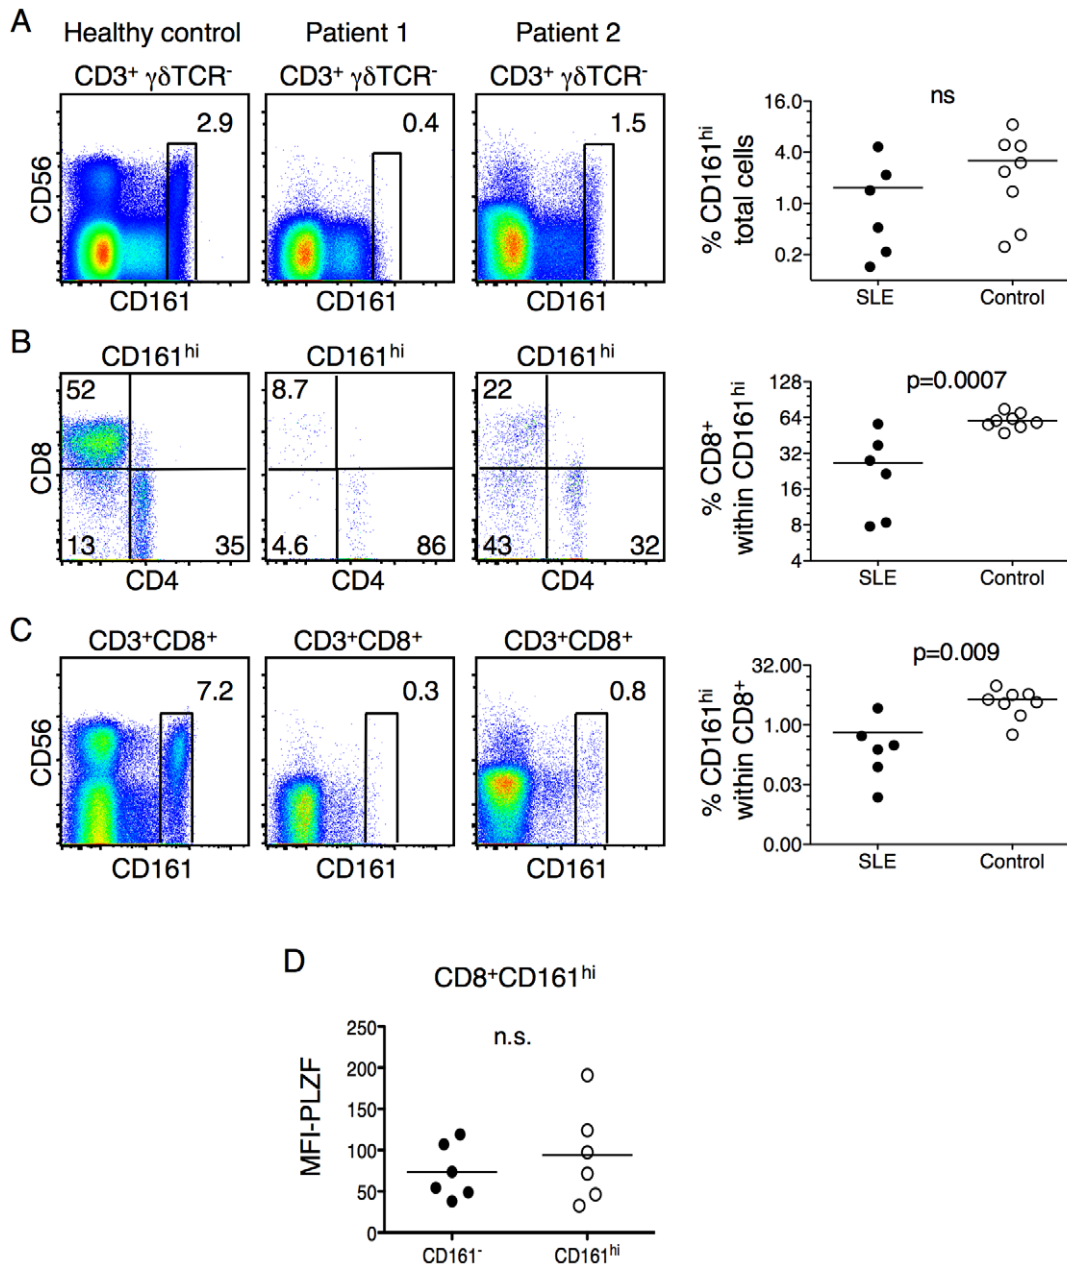 A
Healthy control
Patient 1
Patient 2
CD3⁺ γδTCR⁻
CD3⁺ γδTCR⁻
CD3⁺ γδTCR⁻
2.9
0.4
1.5
CD56
CD161
CD161
CD161
ns
% CD161ʰⁱ
total cells
16.0
4.0
1.0
0.2
SLE
Control
B
CD161ʰⁱ
CD161ʰⁱ
CD161ʰⁱ
52
8.7
22
CD8
13
35
4.6
86
43
32
CD4
CD4
CD4
p=0.0007
% CD8⁺
within CD161ʰⁱ
128
64
32
16
8
4
SLE
Control
C
CD3⁺CD8⁺
CD3⁺CD8⁺
CD3⁺CD8⁺
7.2
0.3
0.8
CD56
CD161
CD161
CD161
p=0.009
% CD161ʰⁱ
within CD8⁺
32.00
1.00
0.03
0.00
SLE
Control
D
CD8⁺CD161ʰⁱ
n.s.
MFI-PLZF
250
200
150
100
50
0
CD161⁻
CD161ʰⁱ